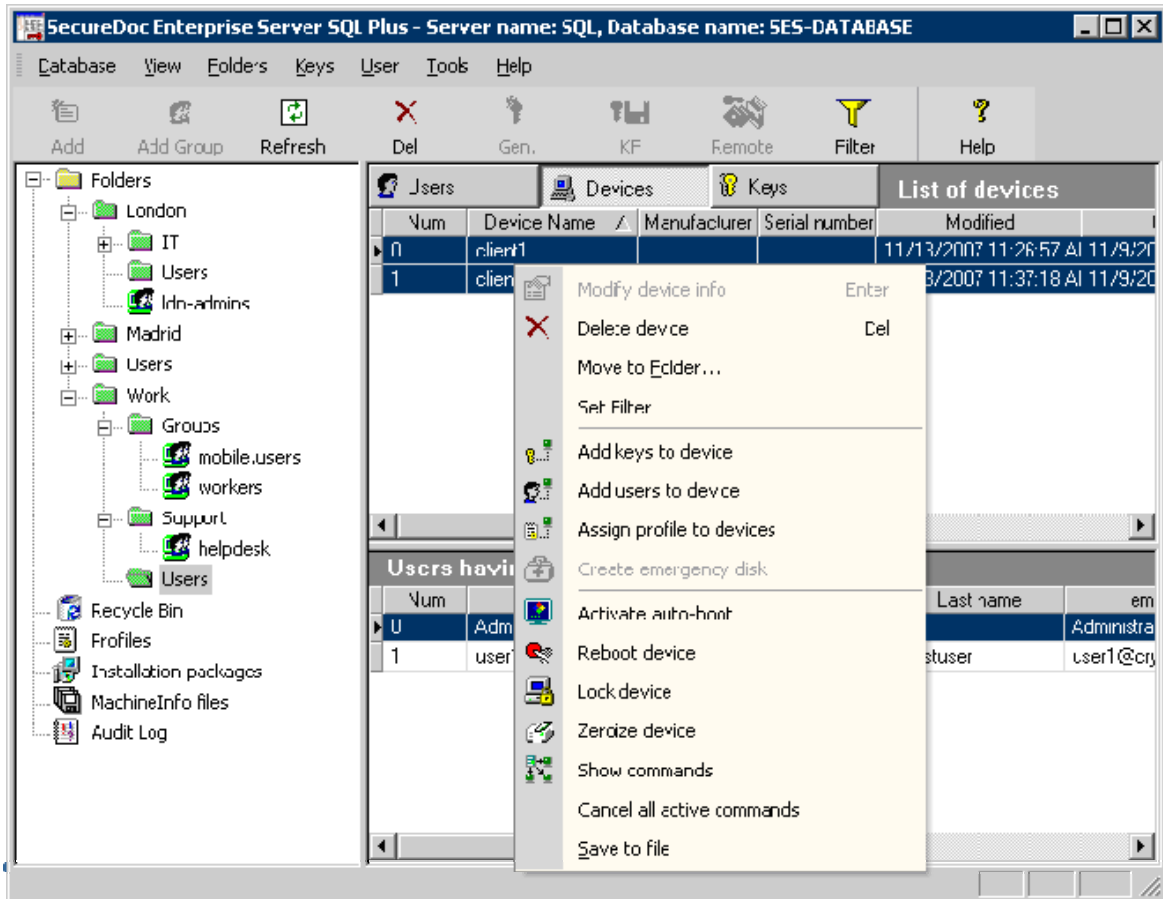 SecureDoc Enterprise Server SQL Plus - Server name: SQL, Database name: SES-DATABASE
Database View Folders Keys User Tools Help
Add Add Group Refresh Del Gen. KF Remote Filter Help
Folders
London
IT
Users
ldn-admins
Madrid
Users
Work
Groups
mobile.users
workers
Support
helpdesk
Users
Recycle Bin
Profiles
Installation packages
MachineInfo files
Audit Log
Users Devices Keys List of devices
Num Device Name Manufacturer Serial number Modified
0 client1 11/13/2007 11:26:57 AM 11/9/20
1 clien 3/2007 11:37:18 AM 11/9/20
Modify device info Enter
Delete device Del
Move to Folder...
Set Filter
Add keys to device
Add users to device
Assign profile to devices
Create emergency disk
Activate auto-boot
Reboot device
Lock device
Zeroize device
Show commands
Cancel all active commands
Save to file
Users havi
Num Last name em
0 Adm Administra
1 user stuser user1@cry